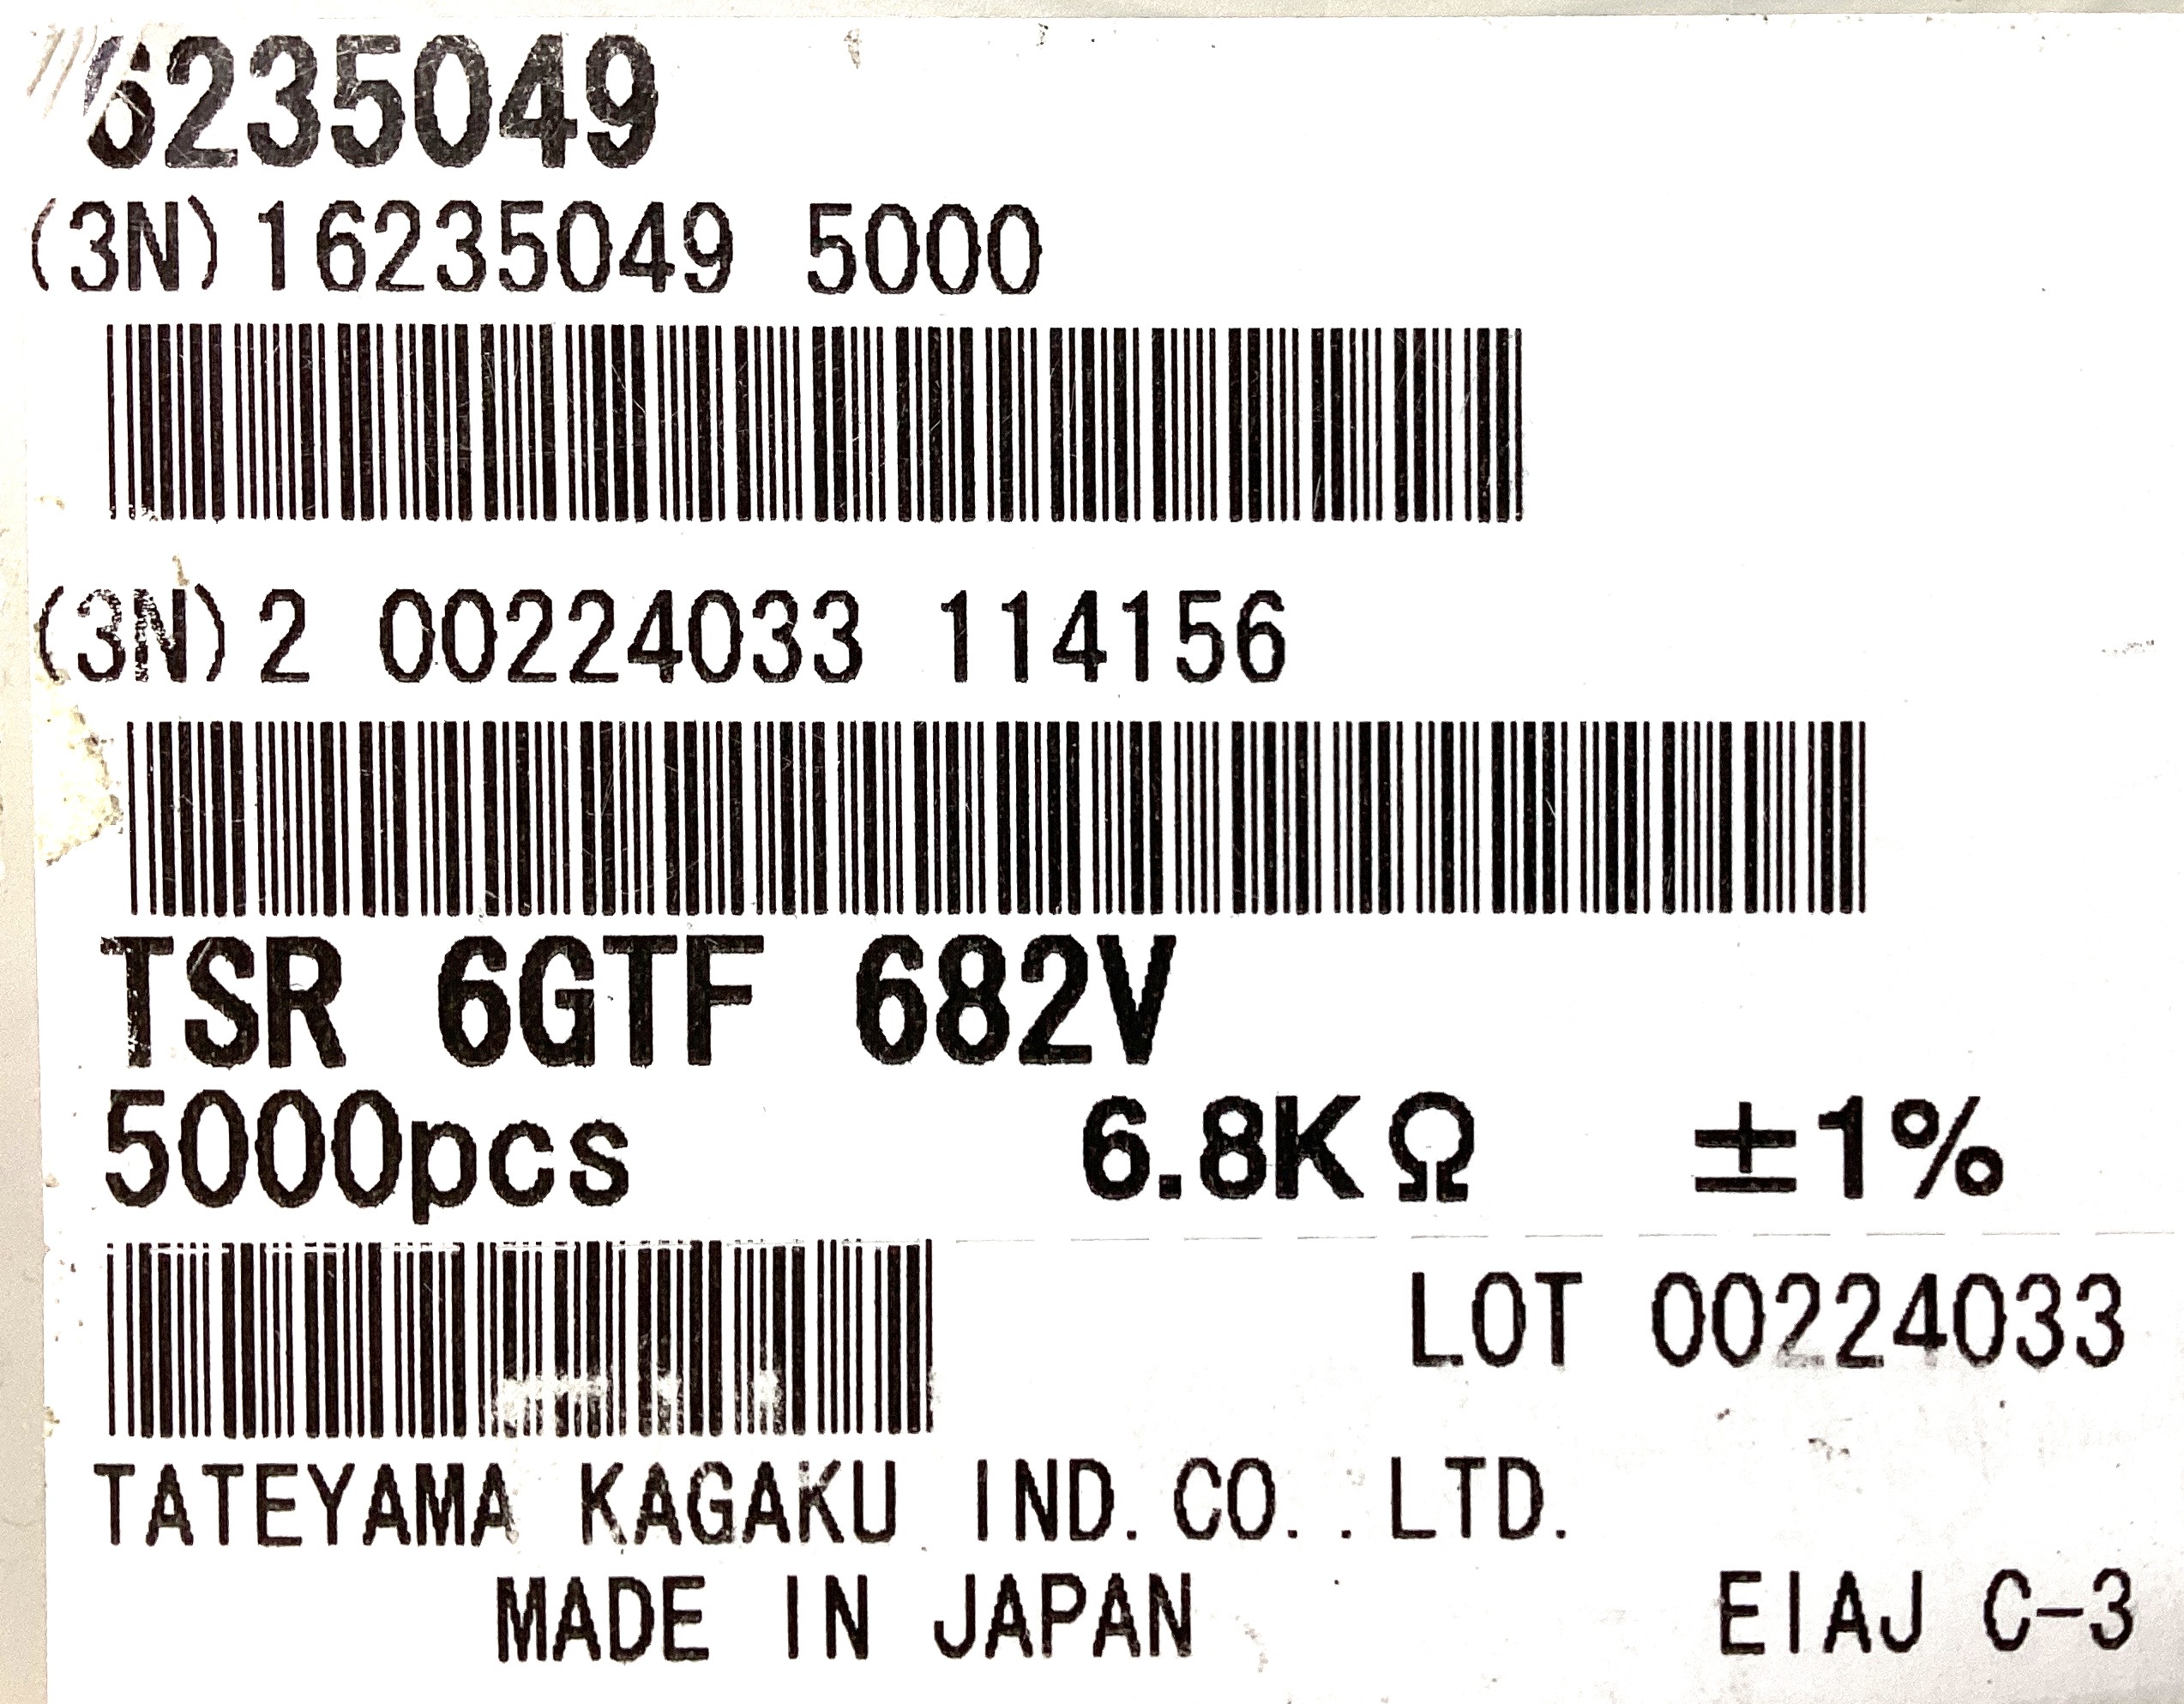 6235049
(3N)16235049 5000
(3N)2 00224033 114156
TSR 6GTF 682V
5000pcs 6.8KΩ ±1%
LOT 00224033
TATEYAMA KAGAKU IND.CO..LTD.
MADE IN JAPAN
EIAJ C-3